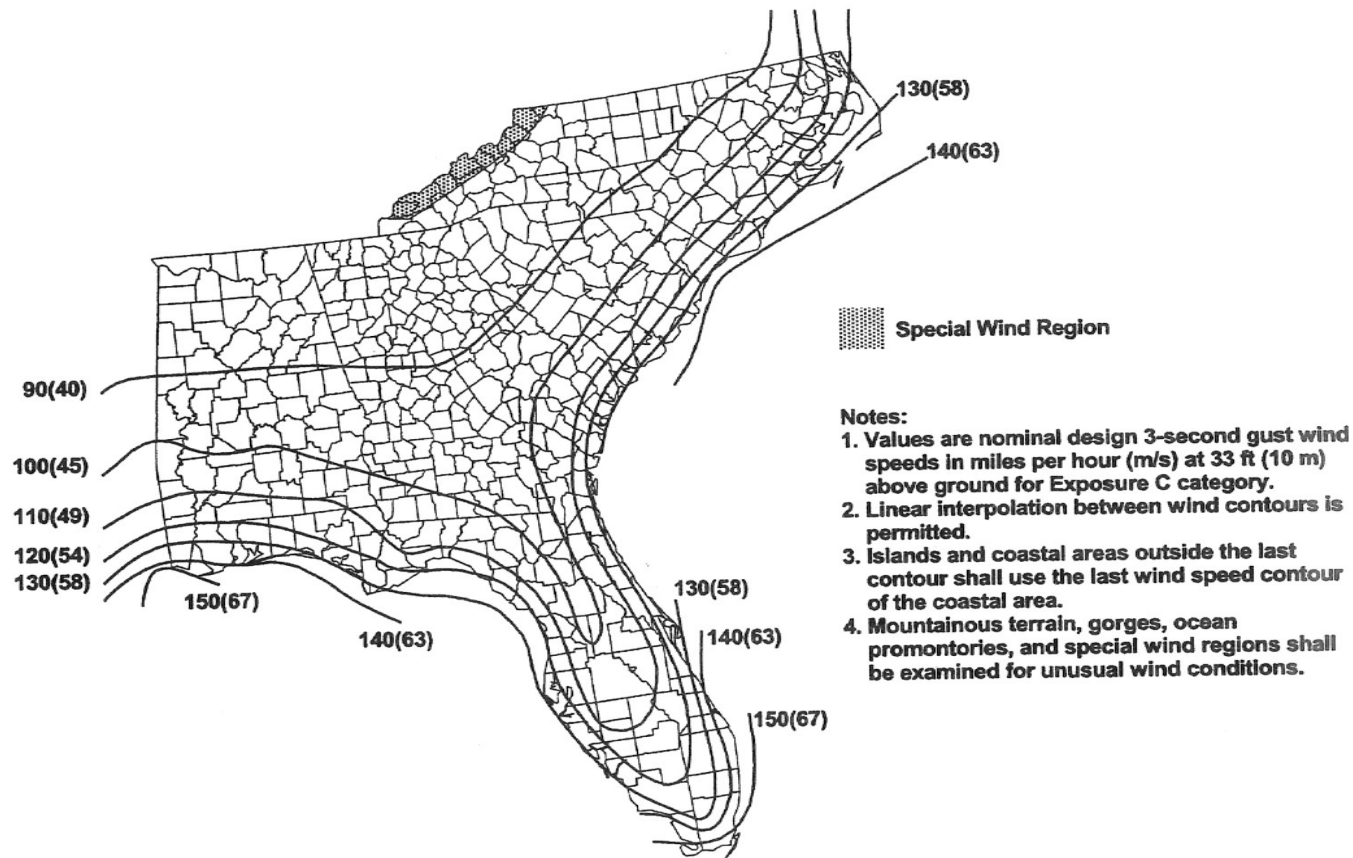 130(58)
140(63)
Special Wind Region
90(40)
100(45)
110(49)
120(54)
130(58)
150(67)
140(63)
130(58)
140(63)
150(67)
Notes:
1. Values are nominal design 3-second gust wind
speeds in miles per hour (m/s) at 33 ft (10 m)
above ground for Exposure C category.
2. Linear interpolation between wind contours is
permitted.
3. Islands and coastal areas outside the last
contour shall use the last wind speed contour
of the coastal area.
4. Mountainous terrain, gorges, ocean
promontories, and special wind regions shall
be examined for unusual wind conditions.